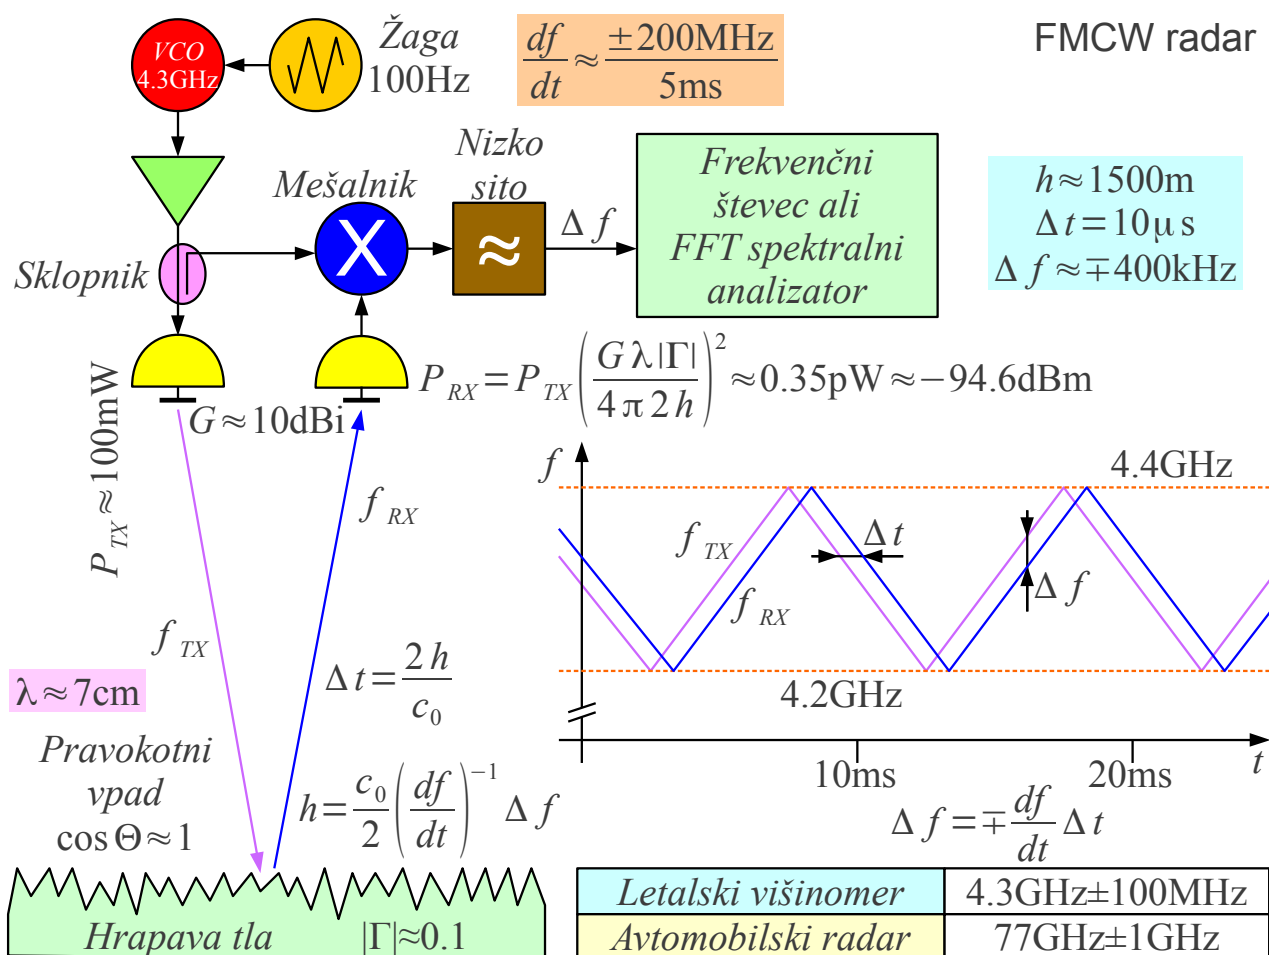 FMCW radar
VCO
4.3GHz
Žaga
100Hz
df/dt ≈ ±200MHz/5ms
Nizko
sito
Mešalnik
X
≈
Δf
Sklopnik
Frekvenčni
števec ali
FFT spektralni
analizator
h≈1500m
Δt=10μs
Δf≈∓400kHz
P_TX≈100mW
G≈10dBi
P_RX=P_TX(Gλ|Γ|/4π2h)²≈0.35pW≈−94.6dBm
f_TX
f_RX
λ≈7cm
Δt=2h/c₀
Pravokotni
vpad
cosΘ≈1
h=c₀/2(df/dt)⁻¹Δf
Hrapava tla |Γ|≈0.1
f
4.4GHz
f_TX
Δt
f_RX
Δf
4.2GHz
10ms
20ms
t
Δf=∓df/dt Δt
Letalski višinomer 4.3GHz±100MHz
Avtomobilski radar 77GHz±1GHz